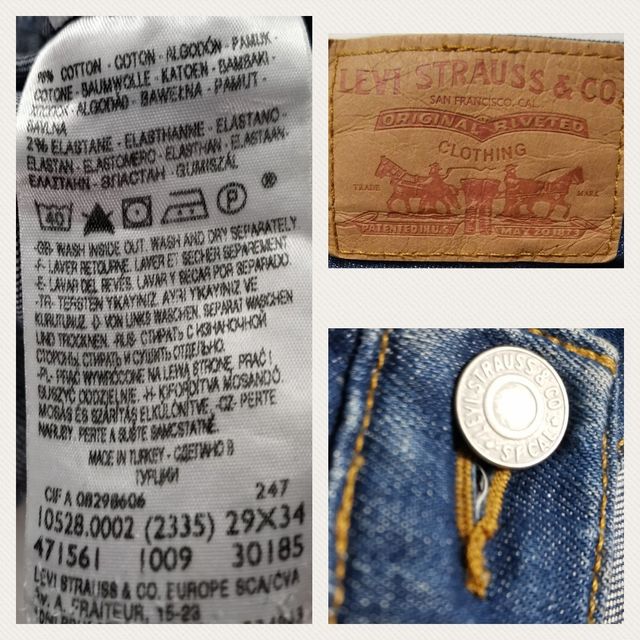 COTTON - COTON - ALGODÓN - PAMUK -
COTONE - BAUMWOLLE - KATOEN - BAMBAKI -
ALGODÃO - BAWEŁNA - PAMUT -
BAVLNA
2% ELASTANE - ELASTHANNE - ELASTANO -
ELASTAN - ELASTOMERO - ELASTHAN - ELASTAAN -
ΕΛΑΣΤΑΗ - ЭЛАСТАН - GUMISZÁL
40 P ®
-GB- WASH INSIDE OUT. WASH AND DRY SEPARATELY
-F- LAVER RETOURNE. LAVER ET SECHER SEPAREMENT
-E- LAVAR DEL REVÉS. LAVAR Y SECAR POR SEPARADO.
-TR- TERSTEN YIKAYINIZ. AYRI YIKAYINIZ VE
KURUTUNUZ. -D- VON LINKS WASCHEN. SEPARAT WASCHEN
UND TROCKNEN. -RUS- СТИРАТЬ С ИЗНАНОЧНОЙ
СТОРОНЫ. СТИРАТЬ И СУШИТЬ ОТДЕЛЬНО.
-PL- PRAĆ WYWRÓCONE NA LEWĄ STRONĘ, PRAĆ I
SUSZYĆ ODDZIELNIE. -H- KIFORDÍTVA MOSANDÓ.
MOSÁS ÉS SZÁRÍTÁS ELKÜLÖNÍTVE. -CZ- PERTE
NARUBY. PERTE A SUŠTE SAMOSTATNĚ.
MADE IN TURKEY - СДЕЛАНО В
ТУРЦИИ
CIF A 08298606 247
10528.0002 (2335) 29X34
471561 1009 30185
LEVI STRAUSS & CO. EUROPE SCA/CVA
AV. A. FRAITEUR, 15-23
LEVI STRAUSS & CO.
SAN FRANCISCO, CAL.
ORIGINAL RIVETED
CLOTHING
TRADE MARK
PATENTED IN U.S. MAY 20 1873
LEVI STRAUSS & CO.
S.F. CAL.